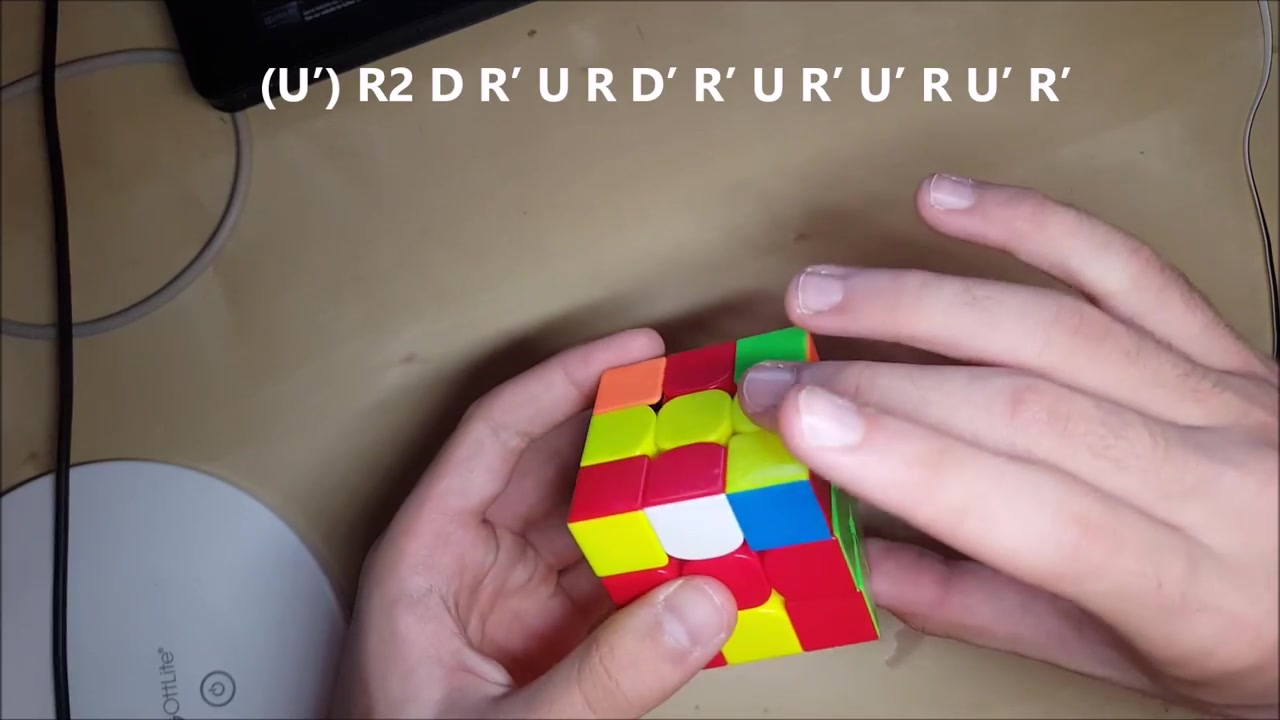 (U’) R2 D R’ U R D’ R’ U R’ U’ R U’ R’
OttLite®